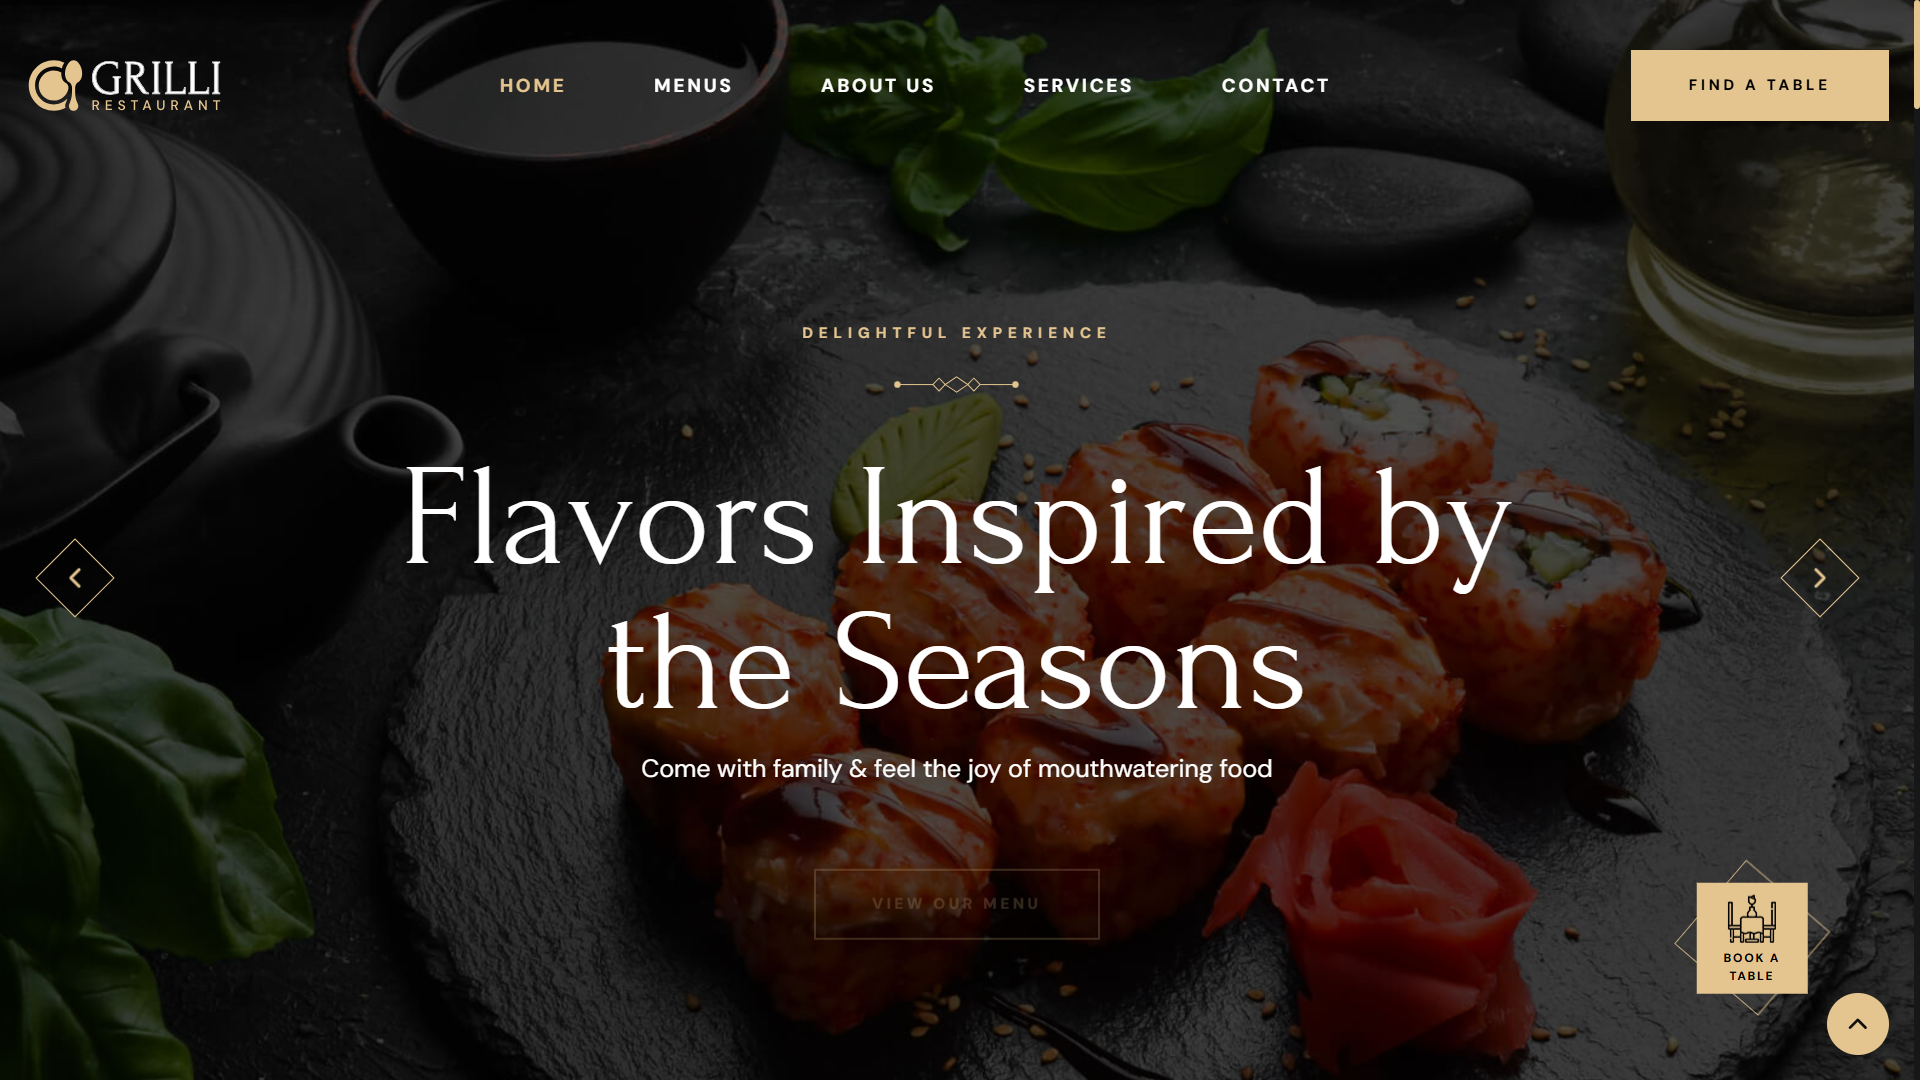 GRILLI
RESTAURANT
HOME
MENUS
ABOUT US
SERVICES
CONTACT
FIND A TABLE
DELIGHTFUL EXPERIENCE
Flavors Inspired by
the Seasons
Come with family & feel the joy of mouthwatering food
VIEW OUR MENU
BOOK A
TABLE